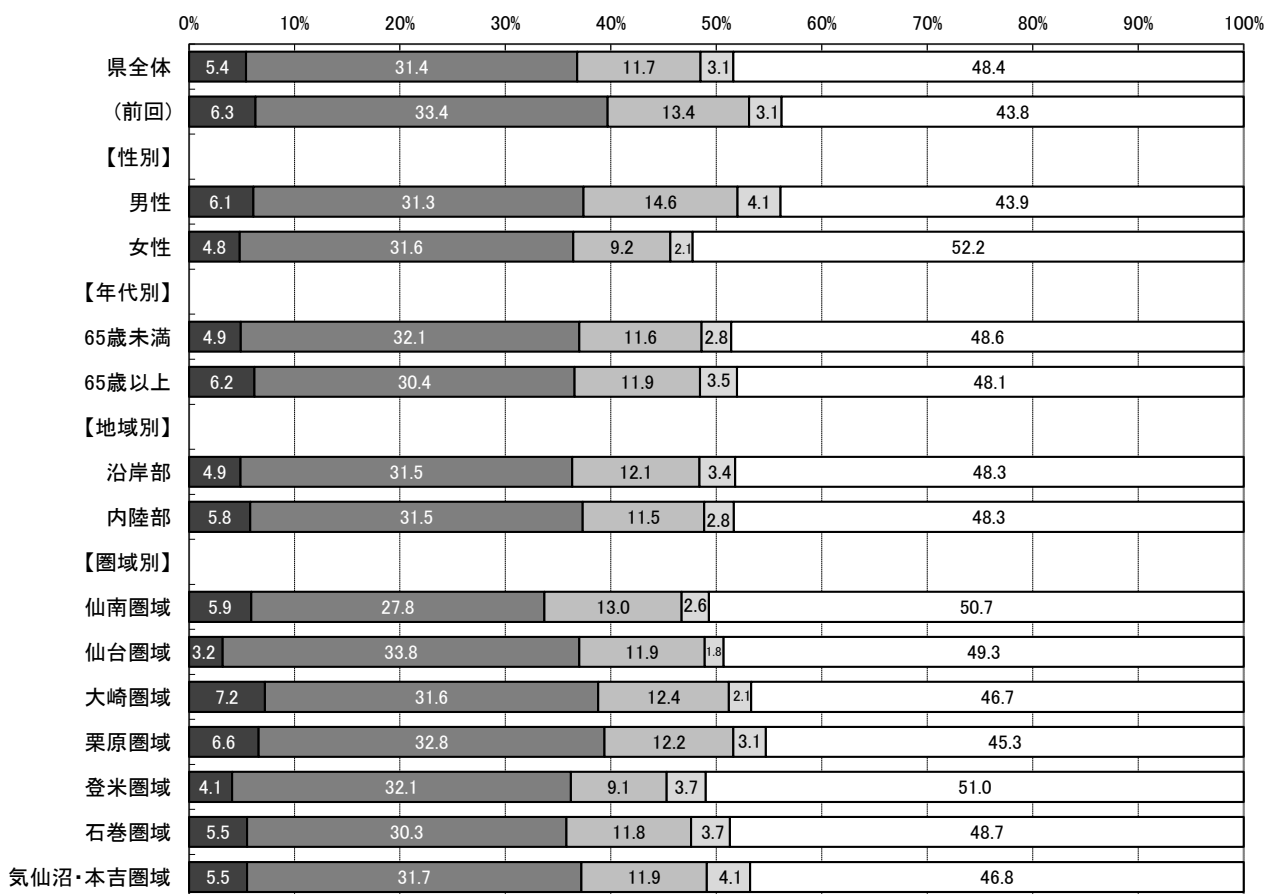 0% 10% 20% 30% 40% 50% 60% 70% 80% 90% 100%
県全体 5.4 31.4 11.7 3.1 48.4
(前回) 6.3 33.4 13.4 3.1 43.8
【性別】
男性 6.1 31.3 14.6 4.1 43.9
女性 4.8 31.6 9.2 2.1 52.2
【年代別】
65歳未満 4.9 32.1 11.6 2.8 48.6
65歳以上 6.2 30.4 11.9 3.5 48.1
【地域別】
沿岸部 4.9 31.5 12.1 3.4 48.3
内陸部 5.8 31.5 11.5 2.8 48.3
【圏域別】
仙南圏域 5.9 27.8 13.0 2.6 50.7
仙台圏域 3.2 33.8 11.9 1.8 49.3
大崎圏域 7.2 31.6 12.4 2.1 46.7
栗原圏域 6.6 32.8 12.2 3.1 45.3
登米圏域 4.1 32.1 9.1 3.7 51.0
石巻圏域 5.5 30.3 11.8 3.7 48.7
気仙沼・本吉圏域 5.5 31.7 11.9 4.1 46.8